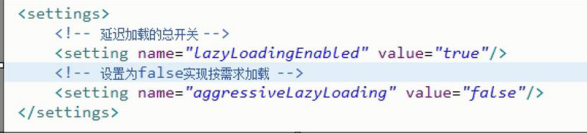 <settings>
<!-- 延迟加载的总开关 -->
<setting name="lazyLoadingEnabled" value="true"/>
<!-- 设置为false实现按需求加载 -->
<setting name="aggressiveLazyLoading" value="false"/>
</settings>